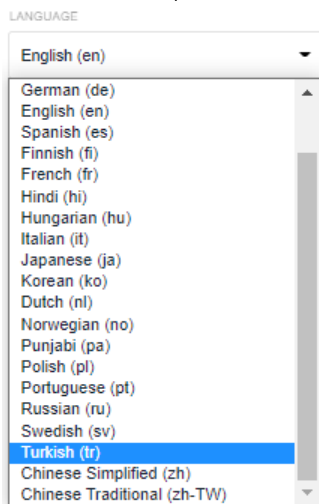 LANGUAGE
English (en)
German (de)
English (en)
Spanish (es)
Finnish (fi)
French (fr)
Hindi (hi)
Hungarian (hu)
Italian (it)
Japanese (ja)
Korean (ko)
Dutch (nl)
Norwegian (no)
Punjabi (pa)
Polish (pl)
Portuguese (pt)
Russian (ru)
Swedish (sv)
Turkish (tr)
Chinese Simplified (zh)
Chinese Traditional (zh-TW)